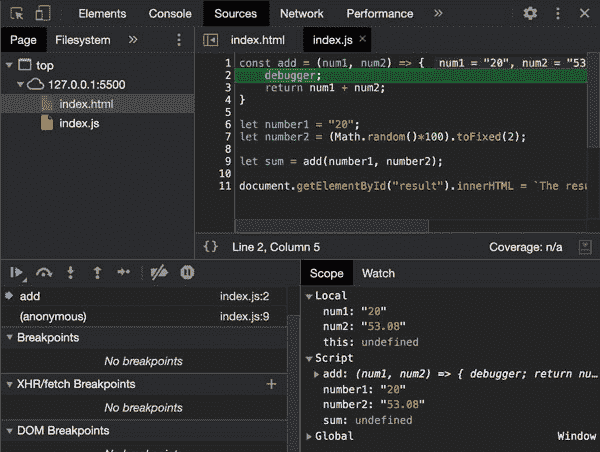 Elements Console Sources Network Performance »
Page Filesystem » index.html index.js ×
top
127.0.0.1:5500
index.html
index.js
1 const add = (num1, num2) => { num1 = "20", num2 = "53
2 debugger;
3 return num1 + num2;
4 }
5
6 let number1 = "20";
7 let number2 = (Math.random()*100).toFixed(2);
8
9 let sum = add(number1, number2);
10
11 document.getElementById("result").innerHTML = `The resu
{} Line 2, Column 5 Coverage: n/a
add index.js:2
(anonymous) index.js:9
Breakpoints
No breakpoints
XHR/fetch Breakpoints +
No breakpoints
DOM Breakpoints
No breakpoints
Scope Watch
Local
num1: "20"
num2: "53.08"
this: undefined
Script
add: (num1, num2) => { debugger; return nu…
number1: "20"
number2: "53.08"
sum: undefined
Global Window